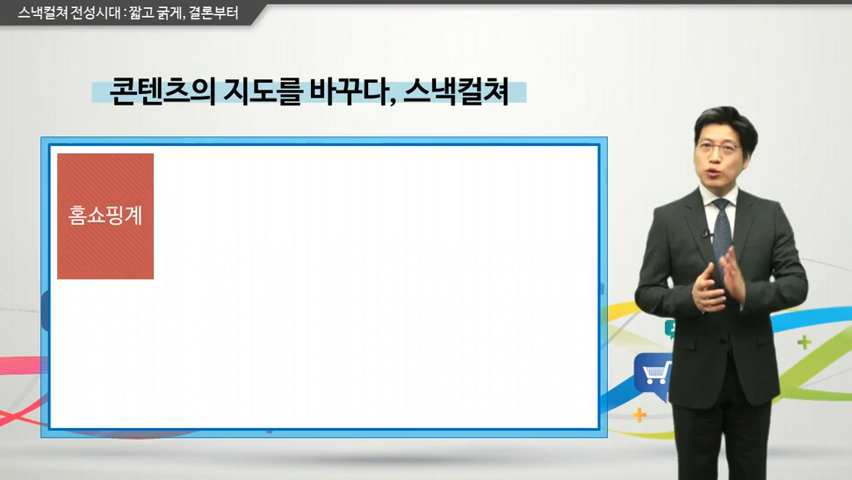 스낵컬쳐 전성시대 : 짧고 굵게, 결론부터
콘텐츠의 지도를 바꾸다, 스낵컬쳐
홈쇼핑계